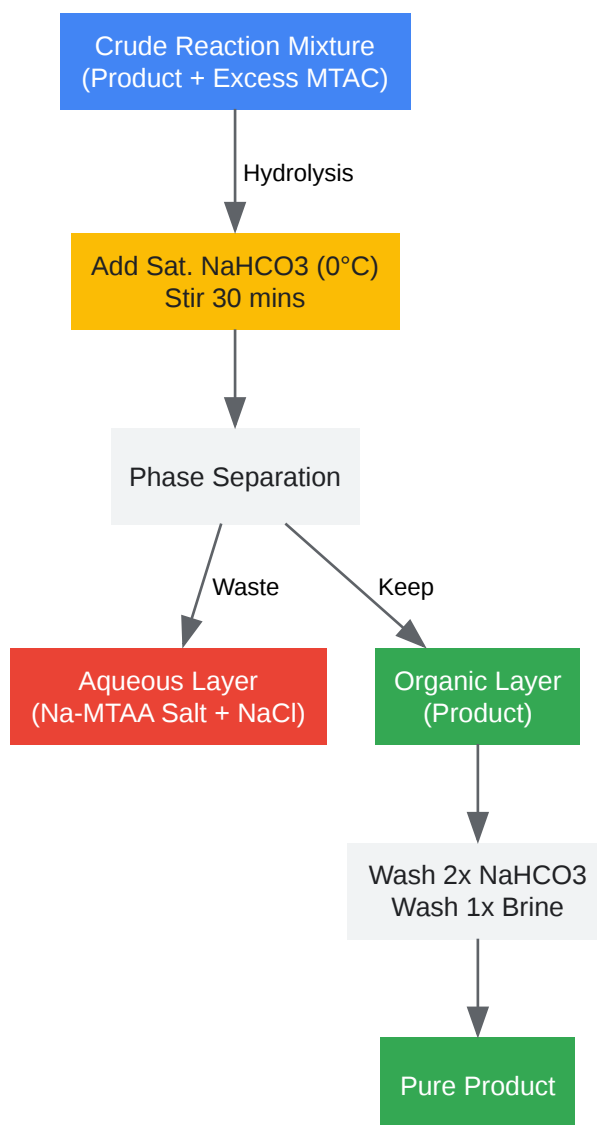 Crude Reaction Mixture
(Product + Excess MTAC)
Hydrolysis
Add Sat. NaHCO3 (0°C)
Stir 30 mins
Phase Separation
Waste
Keep
Aqueous Layer
(Na-MTAA Salt + NaCl)
Organic Layer
(Product)
Wash 2x NaHCO3
Wash 1x Brine
Pure Product